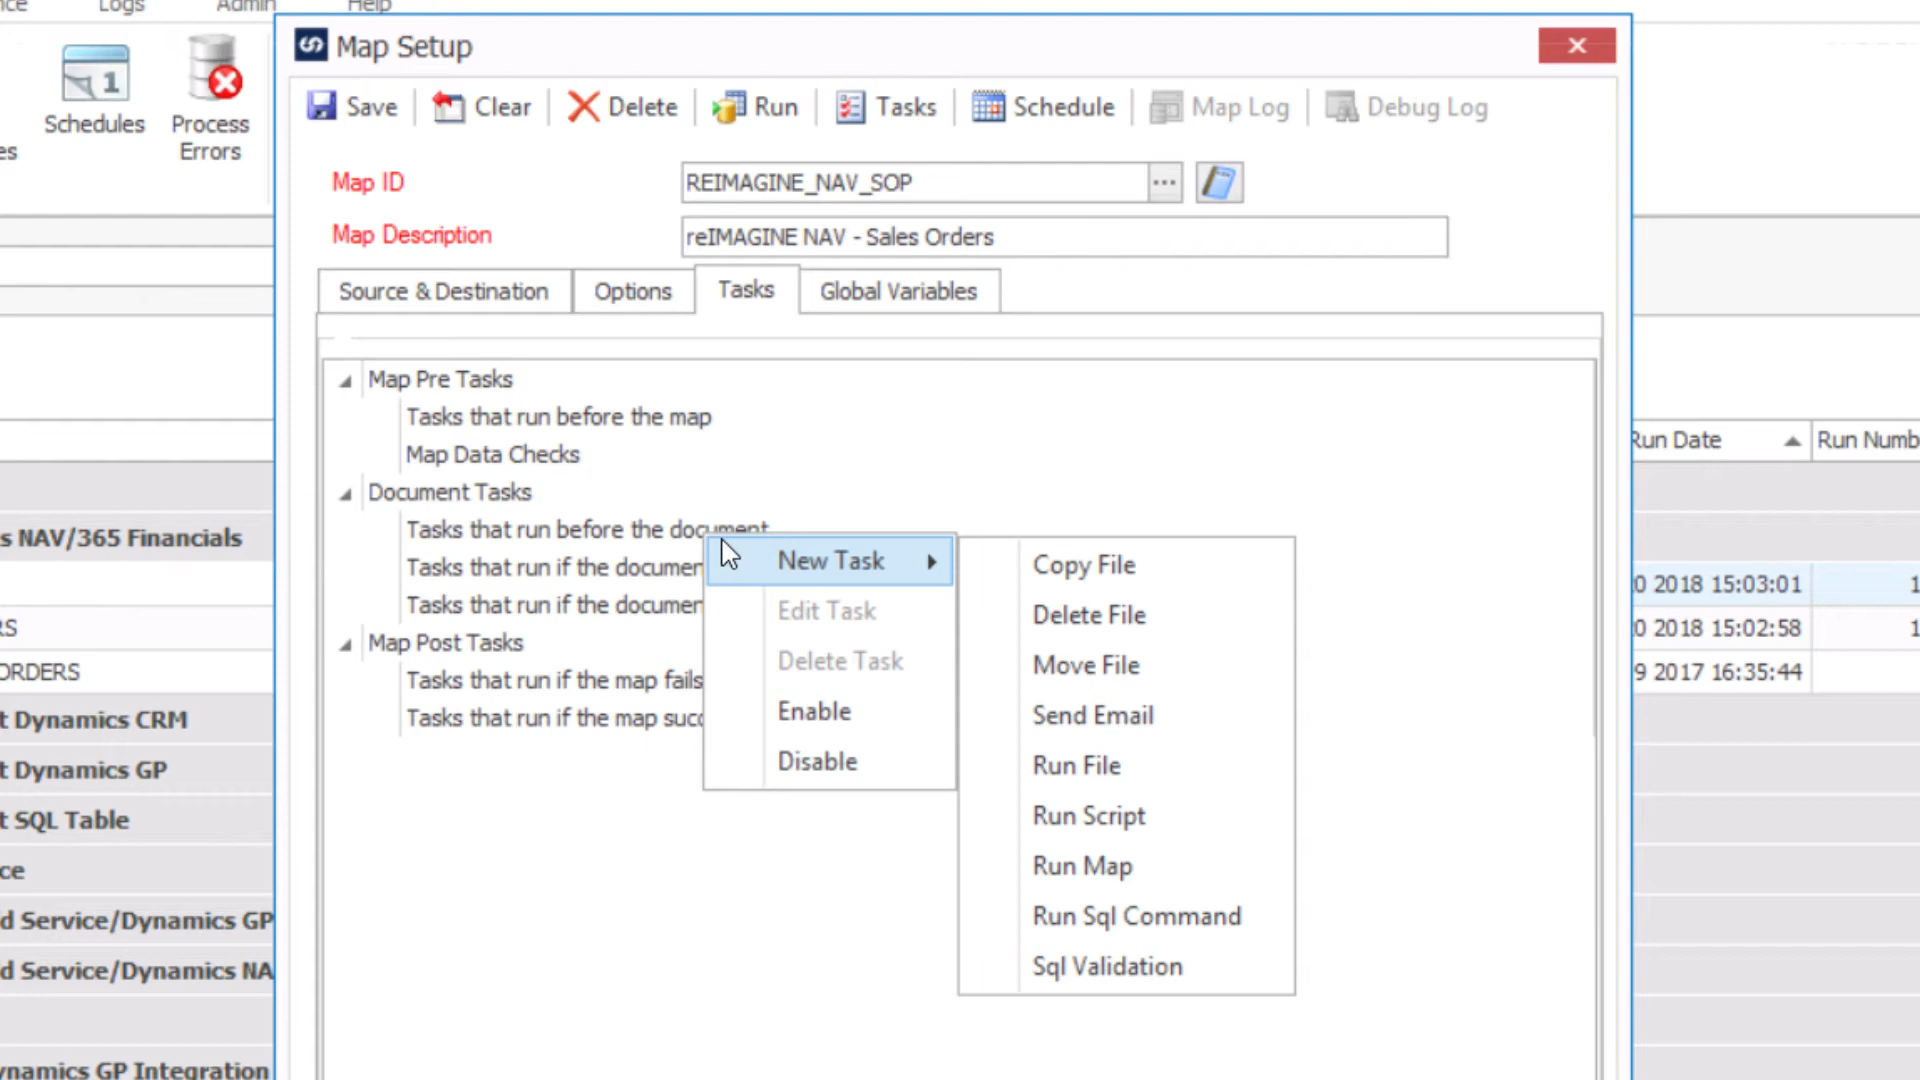 Logs Admin Help
Schedules
Process
Errors
es
Map Setup
Save Clear Delete Run Tasks Schedule Map Log Debug Log
Map ID REIMAGINE_NAV_SOP ...
Map Description reIMAGINE NAV - Sales Orders
Source & Destination Options Tasks Global Variables
Map Pre Tasks
Tasks that run before the map
Map Data Checks
Document Tasks
Tasks that run before the document
Tasks that run if the documen
Tasks that run if the documen
Map Post Tasks
Tasks that run if the map fails
Tasks that run if the map succ
New Task
Edit Task
Delete Task
Enable
Disable
Copy File
Delete File
Move File
Send Email
Run File
Run Script
Run Map
Run Sql Command
Sql Validation
Run Date Run Numb
0 2018 15:03:01 1
0 2018 15:02:58 1
9 2017 16:35:44
s NAV/365 Financials
RS
ORDERS
t Dynamics CRM
t Dynamics GP
t SQL Table
ce
d Service/Dynamics GP
d Service/Dynamics NA
ynamics GP Integration